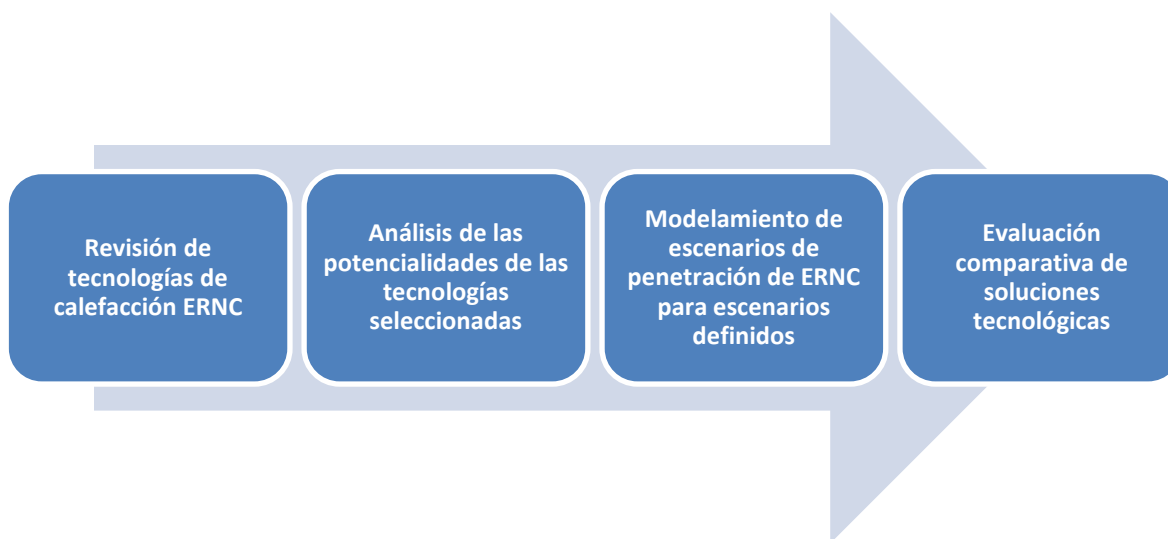 Revisión de
tecnologías de
calefacción ERNC
Análisis de las
potencialidades de las
tecnologías
seleccionadas
Modelamiento de
escenarios de
penetración de ERNC
para escenarios
definidos
Evaluación
comparativa de
soluciones
tecnológicas